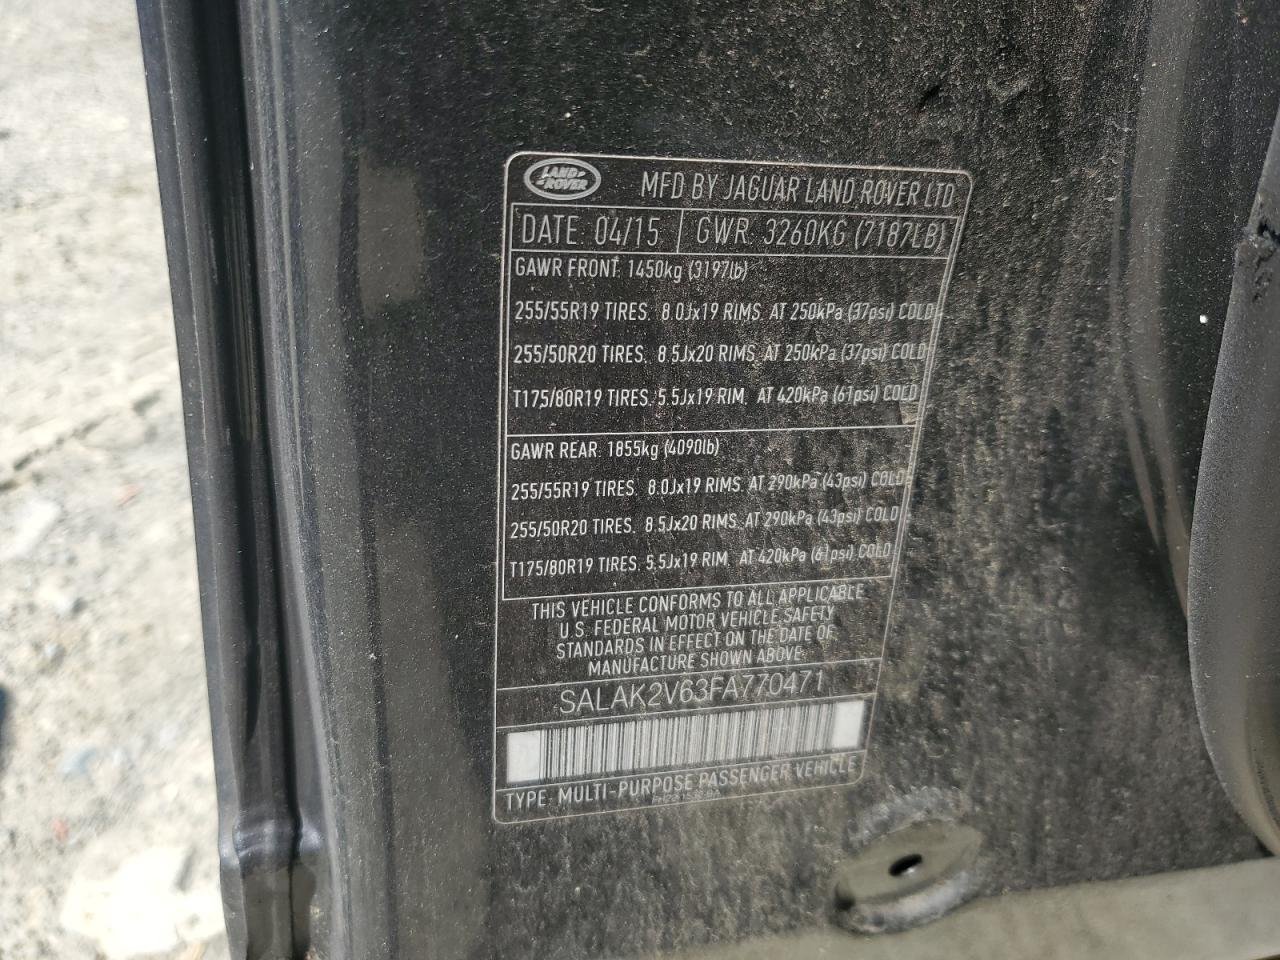 LAND ROVER
MFD BY JAGUAR LAND ROVER LTD
DATE: 04/15 GWR: 3260KG (7187LB)
GAWR FRONT: 1450kg (3197lb)
255/55R19 TIRES. 8.0Jx19 RIMS. AT 250kPa (37psi) COLD
255/50R20 TIRES. 8.5Jx20 RIMS. AT 250kPa (37psi) COLD
T175/80R19 TIRES. 5.5Jx19 RIM. AT 420kPa (61psi) COLD
GAWR REAR: 1855kg (4090lb)
255/55R19 TIRES. 8.0Jx19 RIMS. AT 290kPa (43psi) COLD
255/50R20 TIRES. 8.5Jx20 RIMS. AT 290kPa (43psi) COLD
T175/80R19 TIRES. 5.5Jx19 RIM. AT 420kPa (61psi) COLD
THIS VEHICLE CONFORMS TO ALL APPLICABLE
U.S. FEDERAL MOTOR VEHICLE SAFETY
STANDARDS IN EFFECT ON THE DATE OF
MANUFACTURE SHOWN ABOVE.
SALAK2V63FA770471
TYPE: MULTI-PURPOSE PASSENGER VEHICLE